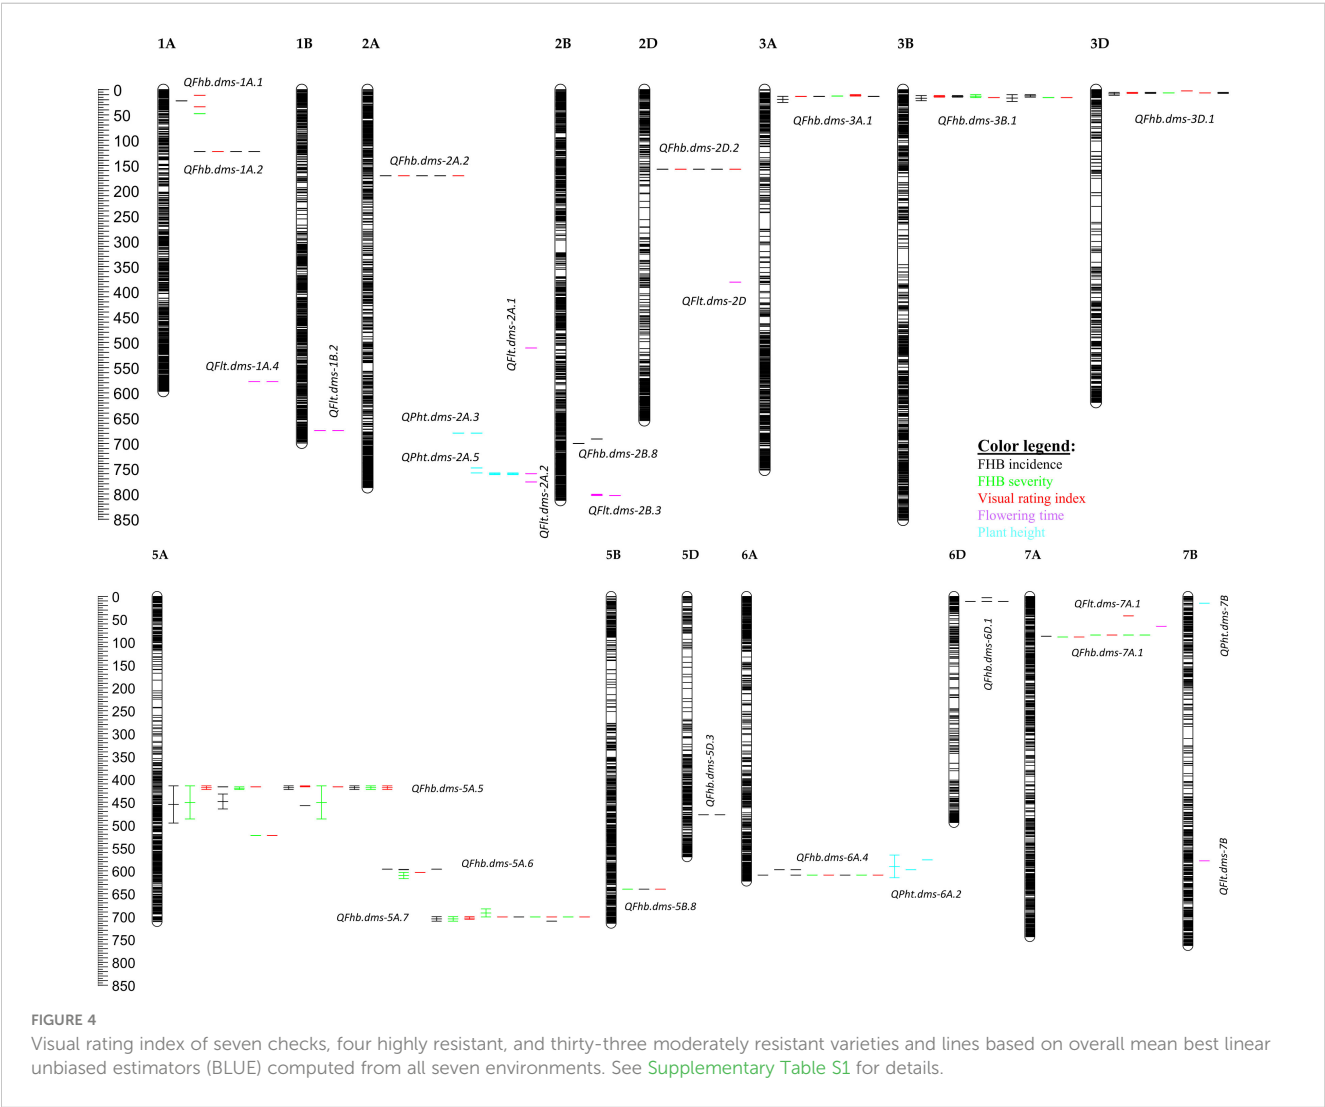 1A 1B 2A 2B 2D 3A 3B 3D
0
50
100
150
200
250
300
350
400
450
500
550
600
650
700
750
800
850
QFhb.dms-1A.1
QFhb.dms-1A.2
QFlt.dms-1A.4
QFlt.dms-1B.2
QFhb.dms-2A.2
QPht.dms-2A.3
QPht.dms-2A.5
QFlt.dms-2A.1
QFlt.dms-2A.2
QFhb.dms-2B.8
QFlt.dms-2B.3
QFhb.dms-2D.2
QFlt.dms-2D
QFhb.dms-3A.1
QFhb.dms-3B.1
QFhb.dms-3D.1
Color legend:
FHB incidence
FHB severity
Visual rating index
Flowering time
Plant height
5A 5B 5D 6A 6D 7A 7B
0
50
100
150
200
250
300
350
400
450
500
550
600
650
700
750
800
850
QFhb.dms-5A.5
QFhb.dms-5A.6
QFhb.dms-5A.7
QFhb.dms-5B.8
QFhb.dms-5D.3
QFhb.dms-6A.4
QPht.dms-6A.2
QFhb.dms-6D.1
QFlt.dms-7A.1
QFhb.dms-7A.1
QPht.dms-7B
QFlt.dms-7B
FIGURE 4
Visual rating index of seven checks, four highly resistant, and thirty-three moderately resistant varieties and lines based on overall mean best linear
unbiased estimators (BLUE) computed from all seven environments. See Supplementary Table S1 for details.